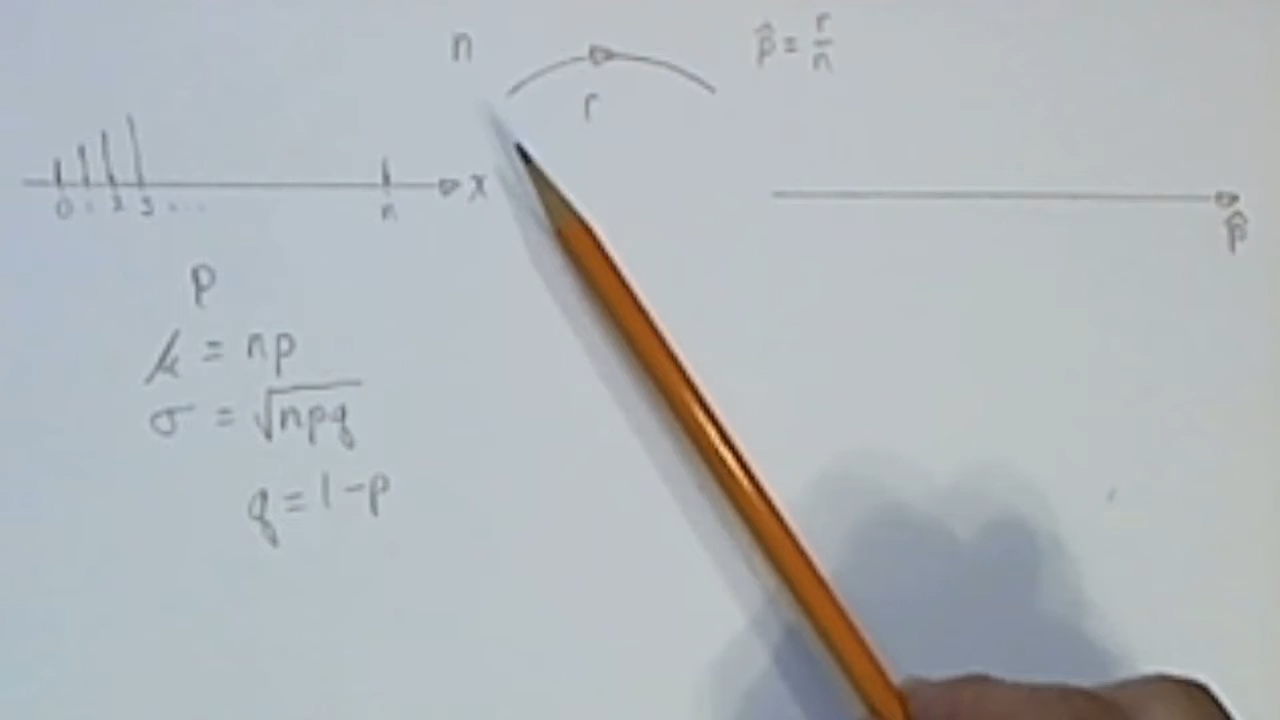 n
r
p̂ = r/n
0 1 2 3 ... n x
p̂
p
μ = np
σ = √npq
q = 1-p